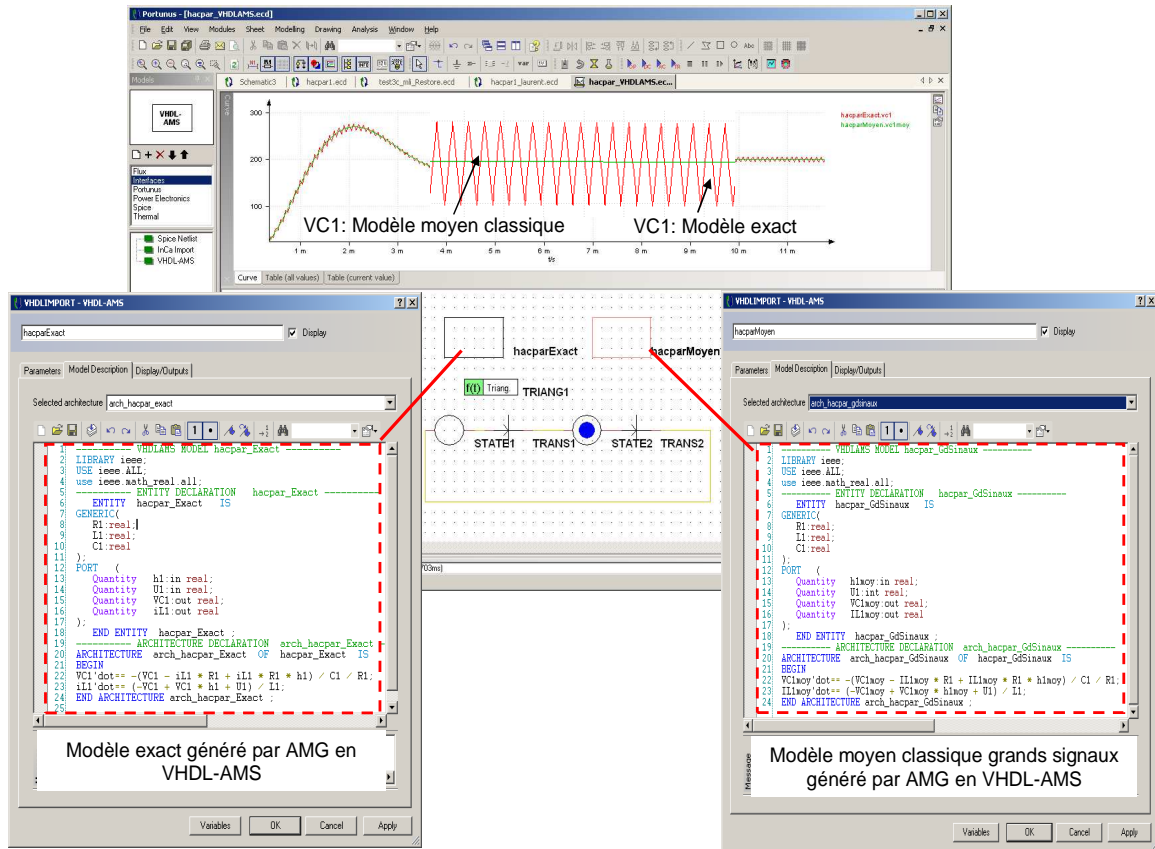 Portunus - [hacpar_VHDLAMS.ecd]
File Edit View Modules Sheet Modelling Drawing Analysis Window Help
Models
Schematic3 hacpar1.ecd test3c_mli_Restore.ecd hacpar1_laurent.ecd hacpar_VHDLAMS.ec...
VHDL-
AMS
Flux
Interfaces
Portunus
Power Electronics
Spice
Thermal
Spice Netlist
InCa Import
VHDL-AMS
Curve
300
200
100
hacparExact.vc1
hacparMoyen.vc1moy
VC1: Modèle moyen classique
VC1: Modèle exact
1 m 2 m 3 m 4 m 5 m 6 m 7 m 8 m 9 m 10 m 11 m
t/s
Curve Table (all values) Table (current value)
VHDLIMPORT - VHDL-AMS
hacparExact
Display
Parameters Model Description Display/Outputs
Selected architecture arch_hacpar_exact
1 ---------- VHDLAMS MODEL hacpar_Exact ----------
2 LIBRARY ieee;
3 USE ieee.ALL;
4 use ieee.math_real.all;
5 ---------- ENTITY DECLARATION hacpar_Exact ----------
6 ENTITY hacpar_Exact IS
7 GENERIC(
8 R1:real;
9 L1:real;
10 C1:real
11 );
12 PORT (
13 Quantity h1:in real;
14 Quantity U1:in real;
15 Quantity VC1:out real;
16 Quantity iL1:out real
17 );
18 END ENTITY hacpar_Exact ;
19 ---------- ARCHITECTURE DECLARATION arch_hacpar_Exact -
20 ARCHITECTURE arch_hacpar_Exact OF hacpar_Exact IS
21 BEGIN
22 VC1'dot== -(VC1 - iL1 * R1 + iL1 * R1 * h1) / C1 / R1;
23 iL1'dot== (-VC1 + VC1 * h1 + U1) / L1;
24 END ARCHITECTURE arch_hacpar_Exact ;
25
Modèle exact généré par AMG en
VHDL-AMS
Variables OK Cancel Apply
hacparExact
hacparMoyen
f(t) Triang. TRIANG1
STATE1 TRANS1 STATE2 TRANS2
703ms)
VHDLIMPORT - VHDL-AMS
hacparMoyen
Display
Parameters Model Description Display/Outputs
Selected architecture arch_hacpar_gdsinaux
1 ---------- VHDLAMS MODEL hacpar_GdSinaux ----------
2 LIBRARY ieee;
3 USE ieee.ALL;
4 use ieee.math_real.all;
5 ---------- ENTITY DECLARATION hacpar_GdSinaux ----------
6 ENTITY hacpar_GdSinaux IS
7 GENERIC(
8 R1:real;
9 L1:real;
10 C1:real
11 );
12 PORT (
13 Quantity h1moy:in real;
14 Quantity U1:int real;
15 Quantity VC1moy:out real;
16 Quantity IL1moy:out real
17 );
18 END ENTITY hacpar_GdSinaux ;
19 ---------- ARCHITECTURE DECLARATION arch_hacpar_GdSinaux ----------
20 ARCHITECTURE arch_hacpar_GdSinaux OF hacpar_GdSinaux IS
21 BEGIN
22 VC1moy'dot== -(VC1moy - IL1moy * R1 + IL1moy * R1 * h1moy) / C1 / R1;
23 IL1moy'dot== (-VC1moy + VC1moy * h1moy + U1) / L1;
24 END ARCHITECTURE arch_hacpar_GdSinaux ;
Message
Modèle moyen classique grands signaux
généré par AMG en VHDL-AMS
Variables OK Cancel Apply